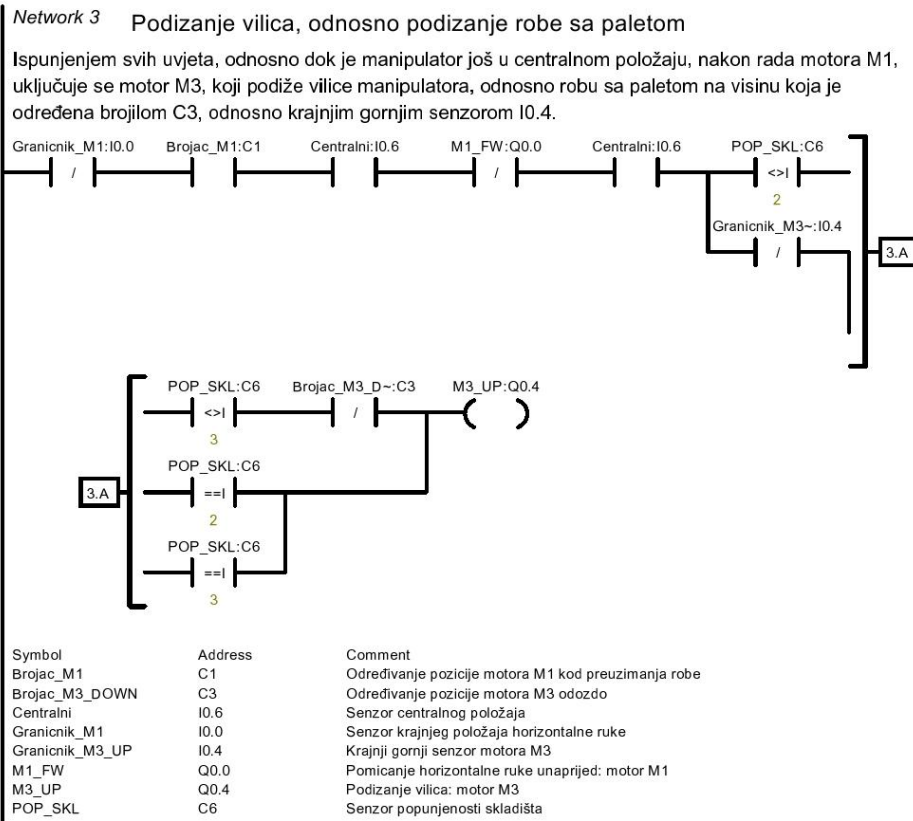 Network 3 Podizanje vilica, odnosno podizanje robe sa paletom
Ispunjenjem svih uvjeta, odnosno dok je manipulator još u centralnom položaju, nakon rada motora M1,
uključuje se motor M3, koji podiže vilice manipulatora, odnosno robu sa paletom na visinu koja je
određena brojilom C3, odnosno krajnjim gornjim senzorom I0.4.
Granicnik_M1:I0.0 Brojac_M1:C1 Centralni:I0.6 M1_FW:Q0.0 Centralni:I0.6 POP_SKL:C6
/ / <>I
2
Granicnik_M3~:I0.4
/ 3.A
POP_SKL:C6 Brojac_M3_D~:C3 M3_UP:Q0.4
<>I /
3
POP_SKL:C6
3.A ==I
2
POP_SKL:C6
==I
3
Symbol Address Comment
Brojac_M1 C1 Određivanje pozicije motora M1 kod preuzimanja robe
Brojac_M3_DOWN C3 Određivanje pozicije motora M3 odozdo
Centralni I0.6 Senzor centralnog položaja
Granicnik_M1 I0.0 Senzor krajnjeg položaja horizontalne ruke
Granicnik_M3_UP I0.4 Krajnji gornji senzor motora M3
M1_FW Q0.0 Pomicanje horizontalne ruke unaprijed: motor M1
M3_UP Q0.4 Podizanje vilica: motor M3
POP_SKL C6 Senzor popunjenosti skladišta